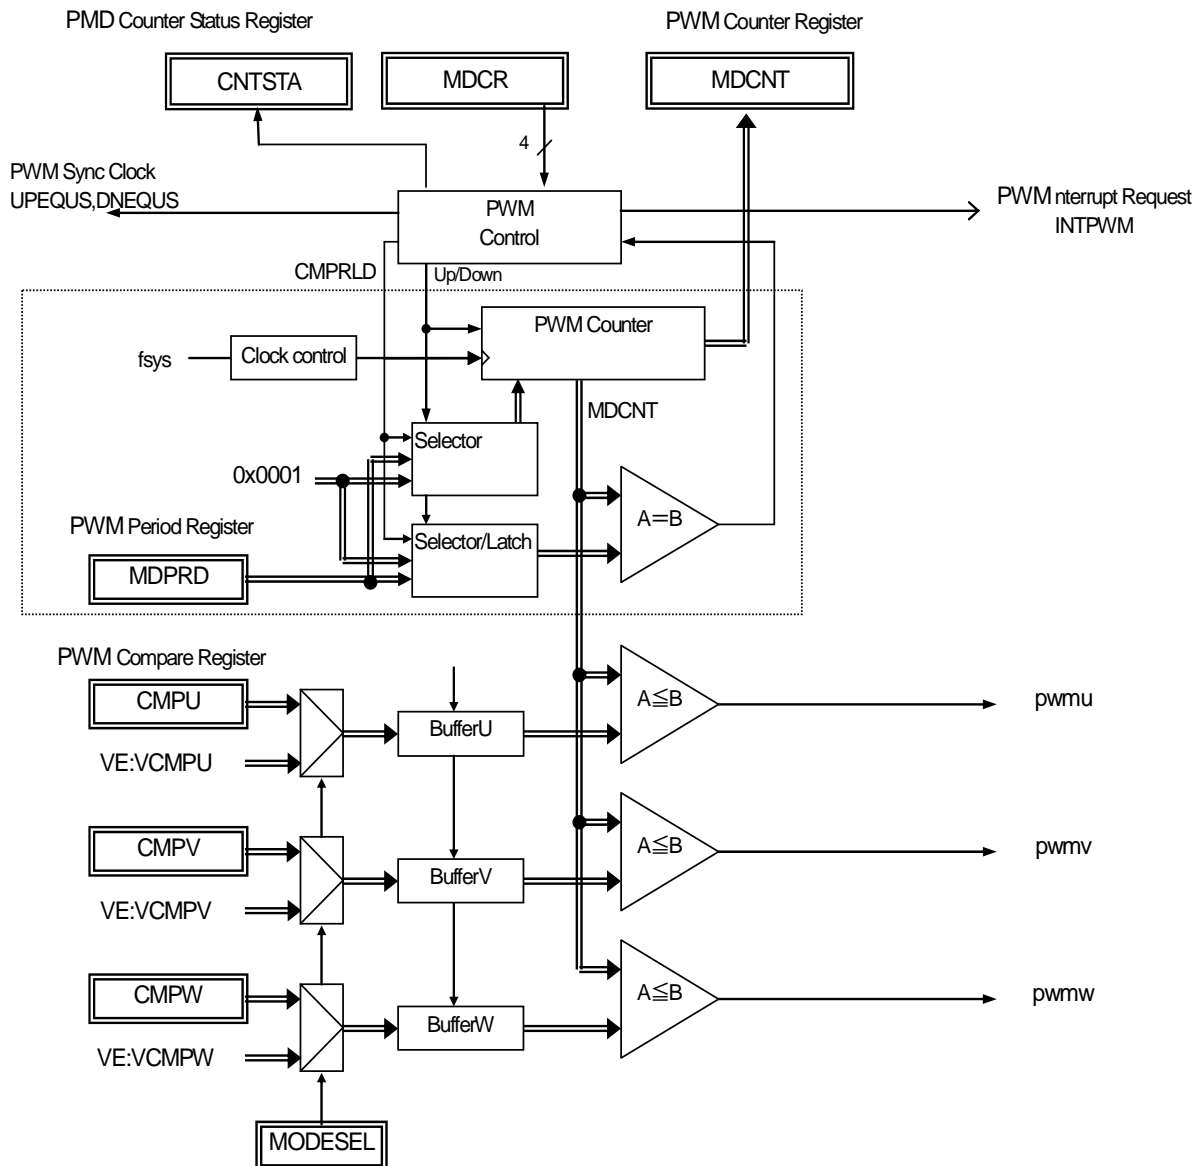 PMD Counter Status Register
PWM Counter Register
CNTSTA
MDCR
MDCNT
4
PWM Sync Clock
UPEQUS,DNEQUS
PWM
Control
PWM nterrupt Request
INTPWM
CMPRLD
Up/Down
PWM Counter
fsys
Clock control
MDCNT
Selector
0x0001
A=B
PWM Period Register
Selector/Latch
MDPRD
PWM Compare Register
CMPU
A≦B
pwmu
BufferU
VE:VCMPU
CMPV
A≦B
pwmv
BufferV
VE:VCMPV
CMPW
A≦B
pwmw
BufferW
VE:VCMPW
MODESEL